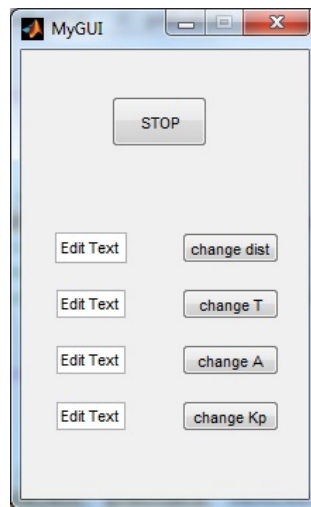 MyGUI
STOP
Edit Text change dist
Edit Text change T
Edit Text change A
Edit Text change Kp